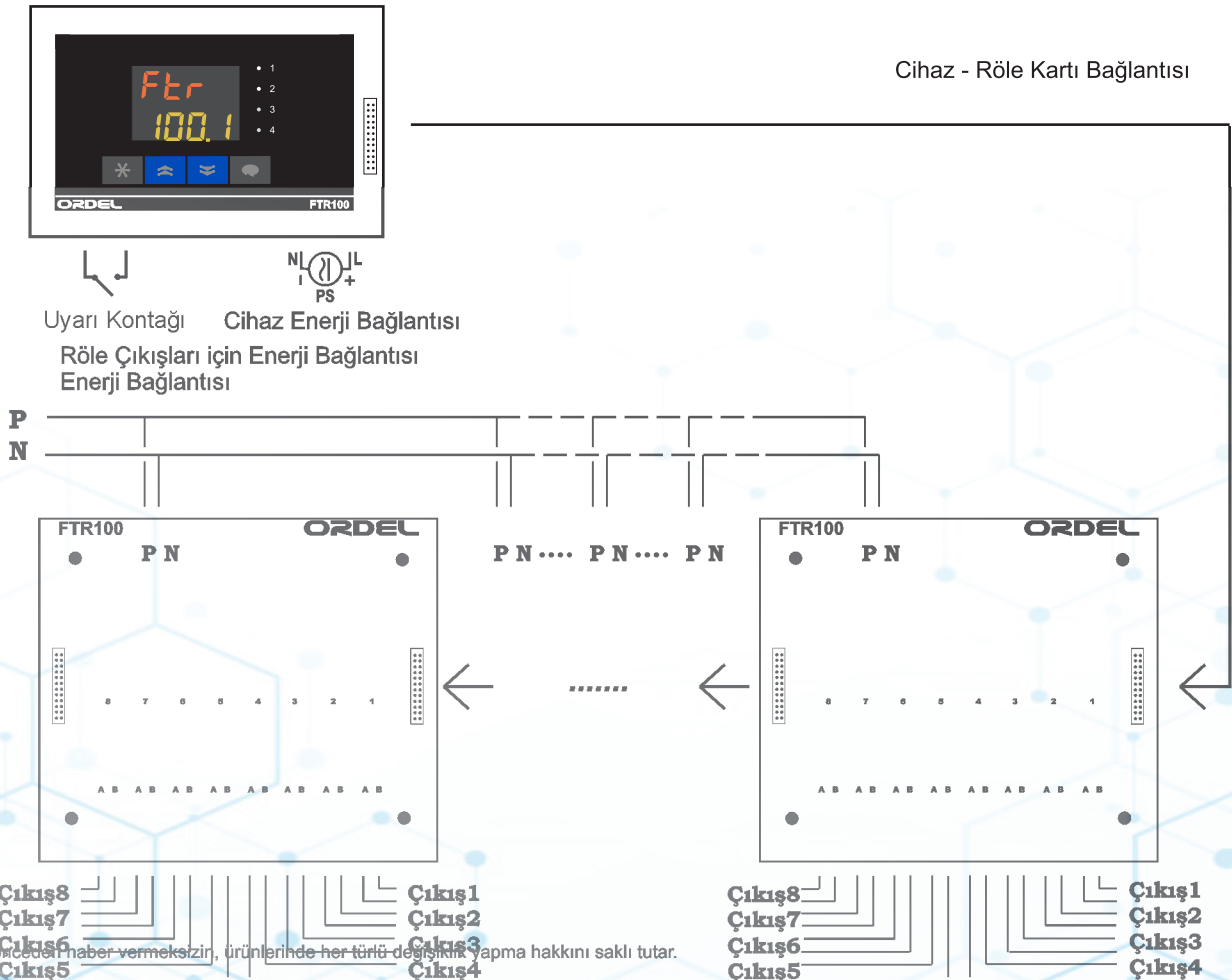 Cihaz - Röle Kartı Bağlantısı
Ftr
100.1
1
2
3
4
ORDEL
FTR100
N L
- +
PS
Uyarı Kontağı
Cihaz Enerji Bağlantısı
Röle Çıkışları için Enerji Bağlantısı
Enerji Bağlantısı
P
N
FTR100 ORDEL
P N
P N .... P N .... P N
FTR100 ORDEL
P N
.......
8 7 6 5 4 3 2 1
8 7 6 5 4 3 2 1
A B A B A B A B A B A B A B A B
A B A B A B A B A B A B A B A B
Çıkış8 Çıkış1
Çıkış7 Çıkış2
Çıkış6 Çıkış3
Çıkış5 Çıkış4
Çıkış8 Çıkış1
Çıkış7 Çıkış2
Çıkış6 Çıkış3
Çıkış5 Çıkış4
haber vermeksizin, ürünlerinde her türlü değişiklik yapma hakkını saklı tutar.